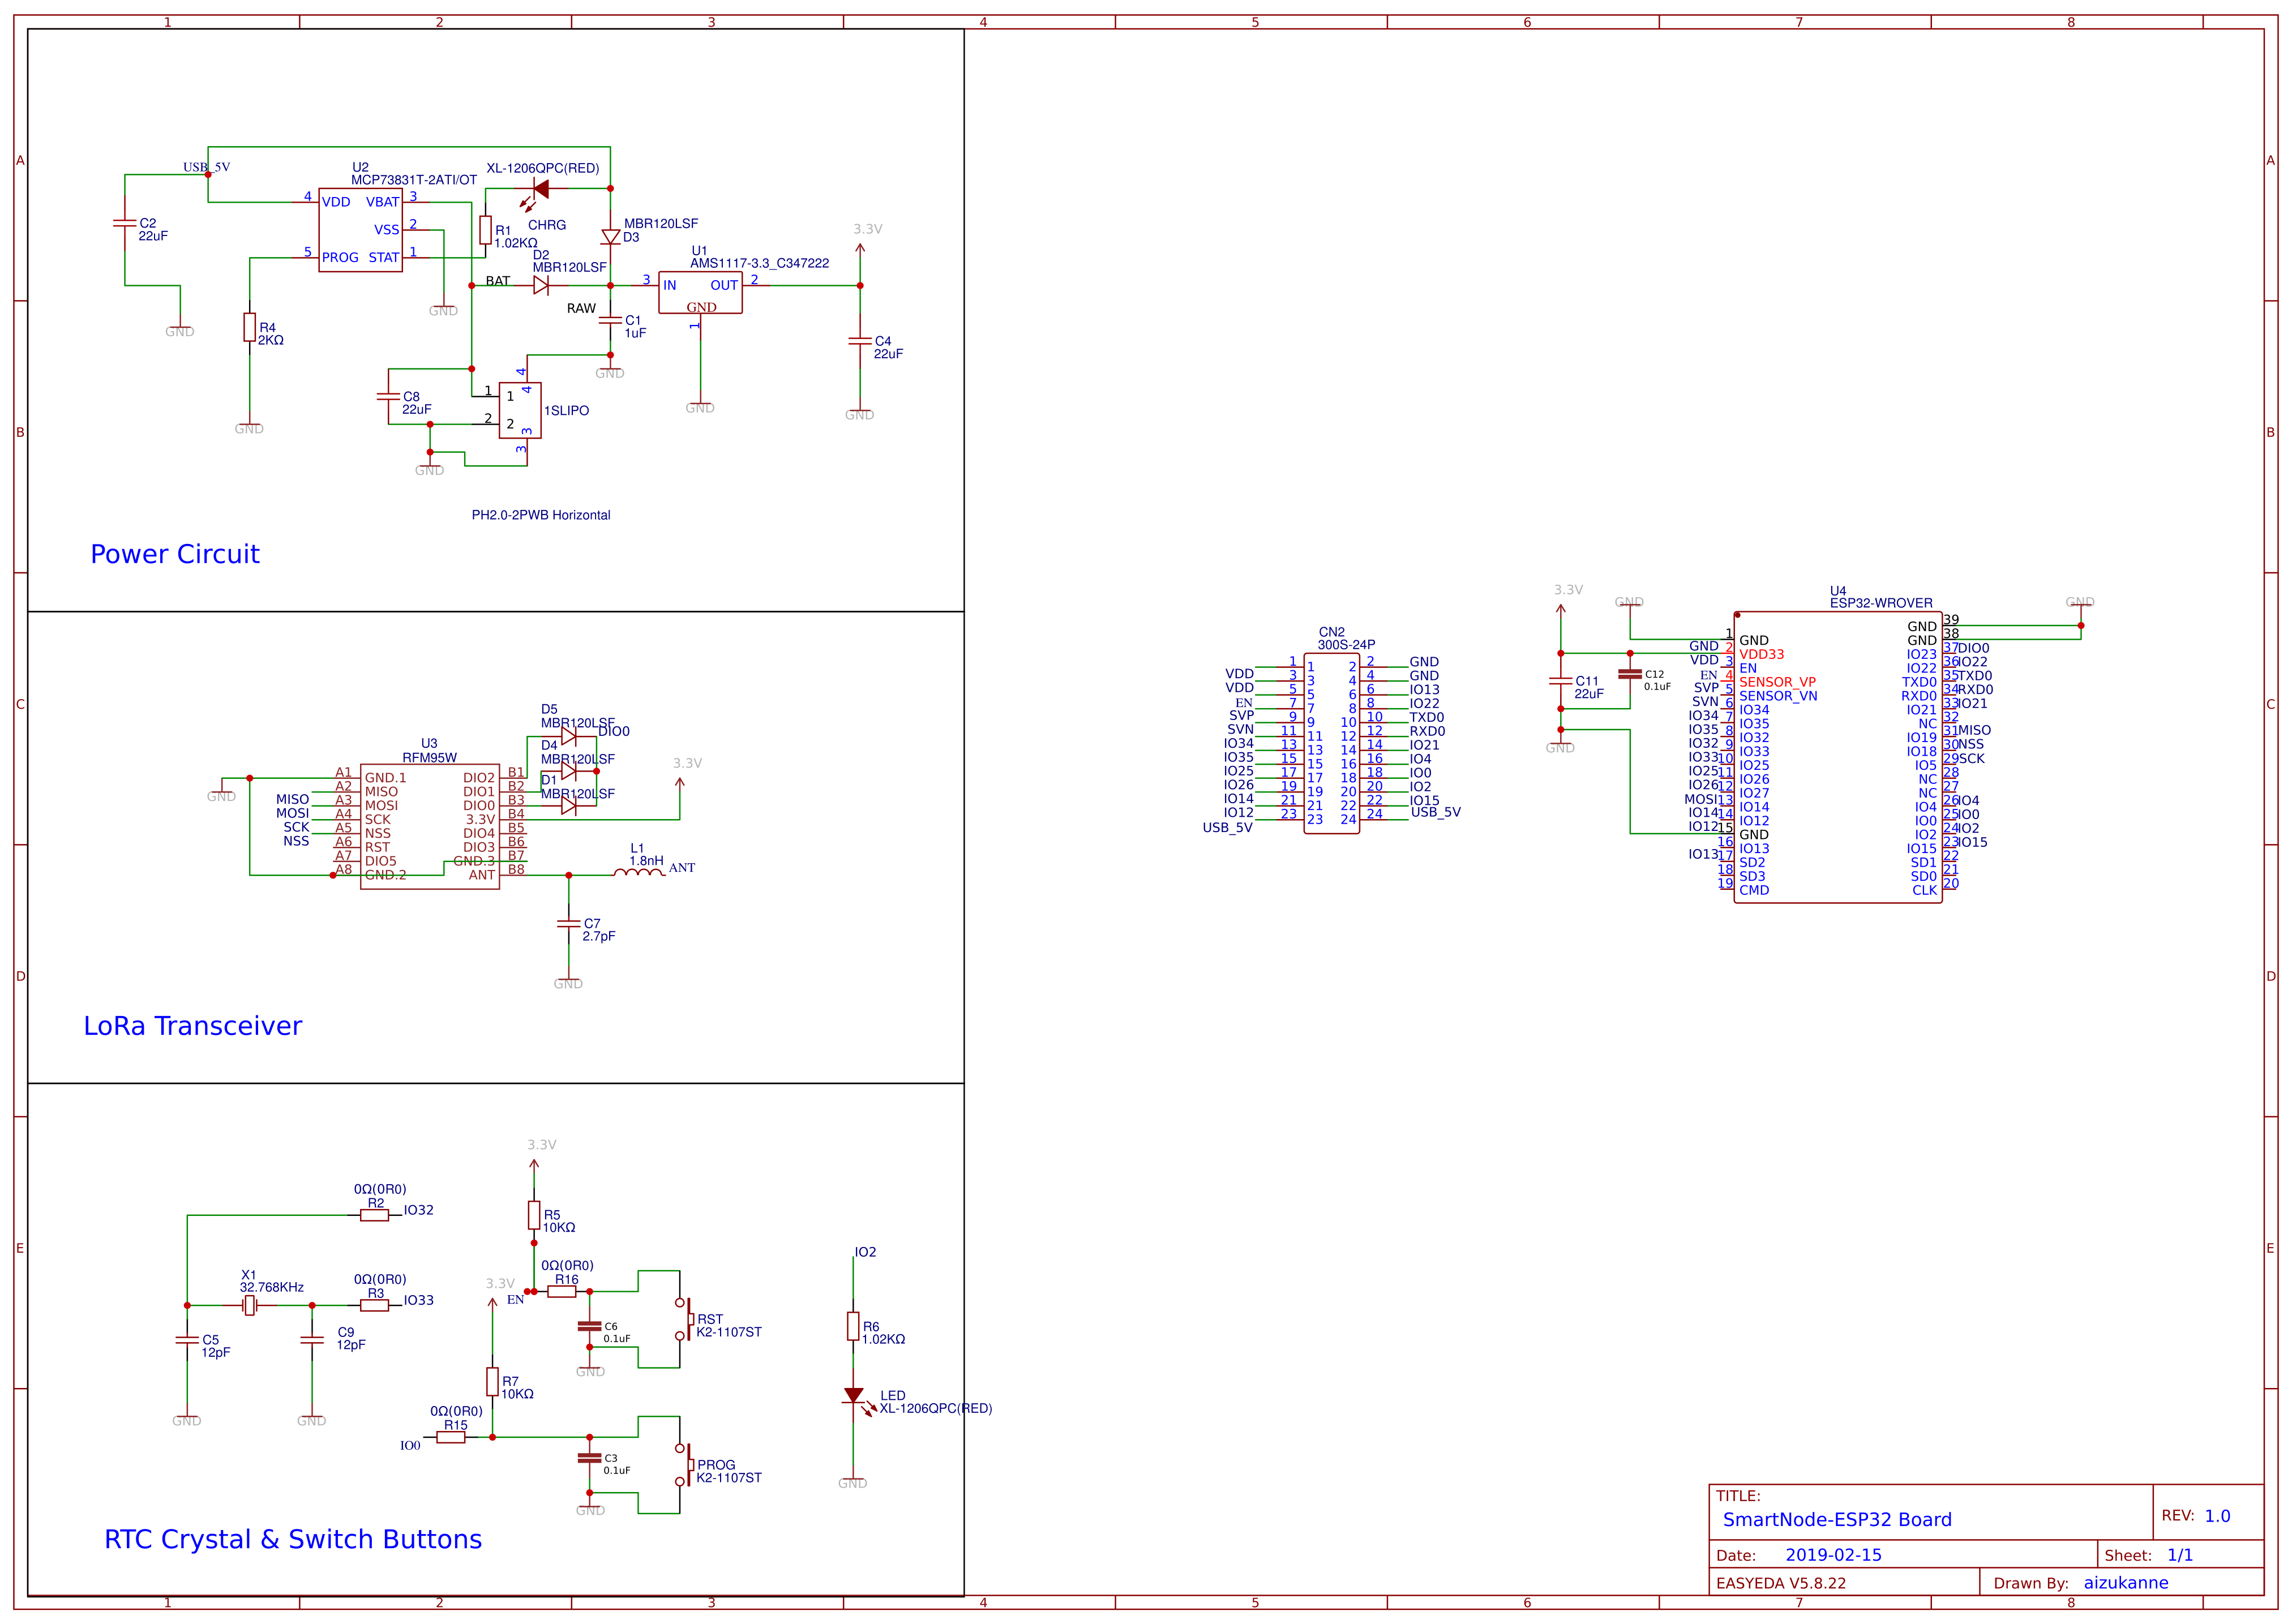 1 2 3 4 5 6 7 8
A A
B B
C C
D D
E E
USB_5V
C2
22uF
GND
U2
MCP73831T-2ATI/OT
4 VDD VBAT 3
VSS 2
5 PROG STAT 1
R4
2KΩ
GND
GND
XL-1206QPC(RED)
CHRG
R1
1.02KΩ
D2
MBR120LSF
BAT
MBR120LSF
D3
RAW
C1
1uF
GND
U1
AMS1117-3.3_C347222
3 IN OUT 2
GND
1
GND
3.3V
C4
22uF
GND
C8
22uF
GND
1 1
2 2
4 4
3 3
1SLIPO
PH2.0-2PWB Horizontal
Power Circuit
U3
RFM95W
A1 GND.1 DIO2 B1
A2 MISO DIO1 B2
A3 MOSI DIO0 B3
A4 SCK 3.3V B4
A5 NSS DIO4 B5
A6 RST DIO3 B6
A7 DIO5 GND.3 B7
A8 GND.2 ANT B8
GND
MISO
MOSI
SCK
NSS
D5
MBR120LSF
DIO0
D4
MBR120LSF
D1
MBR120LSF
3.3V
L1
1.8nH
ANT
C7
2.7pF
GND
LoRa Transceiver
0Ω(0R0)
R2
IO32
X1
32.768KHz
0Ω(0R0)
R3
IO33
C5
12pF
C9
12pF
GND
GND
3.3V
R5
10KΩ
3.3V
EN
0Ω(0R0)
R16
C6
0.1uF
GND
RST
K2-1107ST
R7
10KΩ
0Ω(0R0)
R15
IO0
C3
0.1uF
GND
PROG
K2-1107ST
IO2
R6
1.02KΩ
LED
XL-1206QPC(RED)
GND
RTC Crystal & Switch Buttons
CN2
300S-24P
1 1 2 2 GND
VDD 3 3 4 4 GND
VDD 5 5 6 6 IO13
EN 7 7 8 8 IO22
SVP 9 9 10 10 TXD0
SVN 11 11 12 12 RXD0
IO34 13 13 14 14 IO21
IO35 15 15 16 16 IO4
IO25 17 17 18 18 IO0
IO26 19 19 20 20 IO2
IO14 21 21 22 22 IO15
IO12 23 23 24 24 USB_5V
USB_5V
3.3V
GND
C11
22uF
C12
0.1uF
GND
U4
ESP32-WROVER
GND
1 GND GND 39
GND 2 VDD33 GND 38
VDD 3 EN IO23 37 DIO0
EN 4 SENSOR_VP IO22 36 IO22
SVP 5 SENSOR_VN TXD0 35 TXD0
SVN 6 IO34 RXD0 34 RXD0
IO34 7 IO35 IO21 33 IO21
IO35 8 IO32 NC 32
IO32 9 IO33 IO19 31 MISO
IO33 10 IO25 IO18 30 NSS
IO25 11 IO26 IO5 29 SCK
IO26 12 IO27 NC 28
MOSI 13 IO14 NC 27
IO14 14 IO12 IO4 26 IO4
IO12 15 GND IO0 25 IO0
16 IO13 IO2 24 IO2
IO13 17 SD2 IO15 23 IO15
18 SD3 SD1 22
19 CMD SD0 21
CLK 20
TITLE:
SmartNode-ESP32 Board
REV: 1.0
Date: 2019-02-15
Sheet: 1/1
EASYEDA V5.8.22
Drawn By: aizukanne
1 2 3 4 5 6 7 8